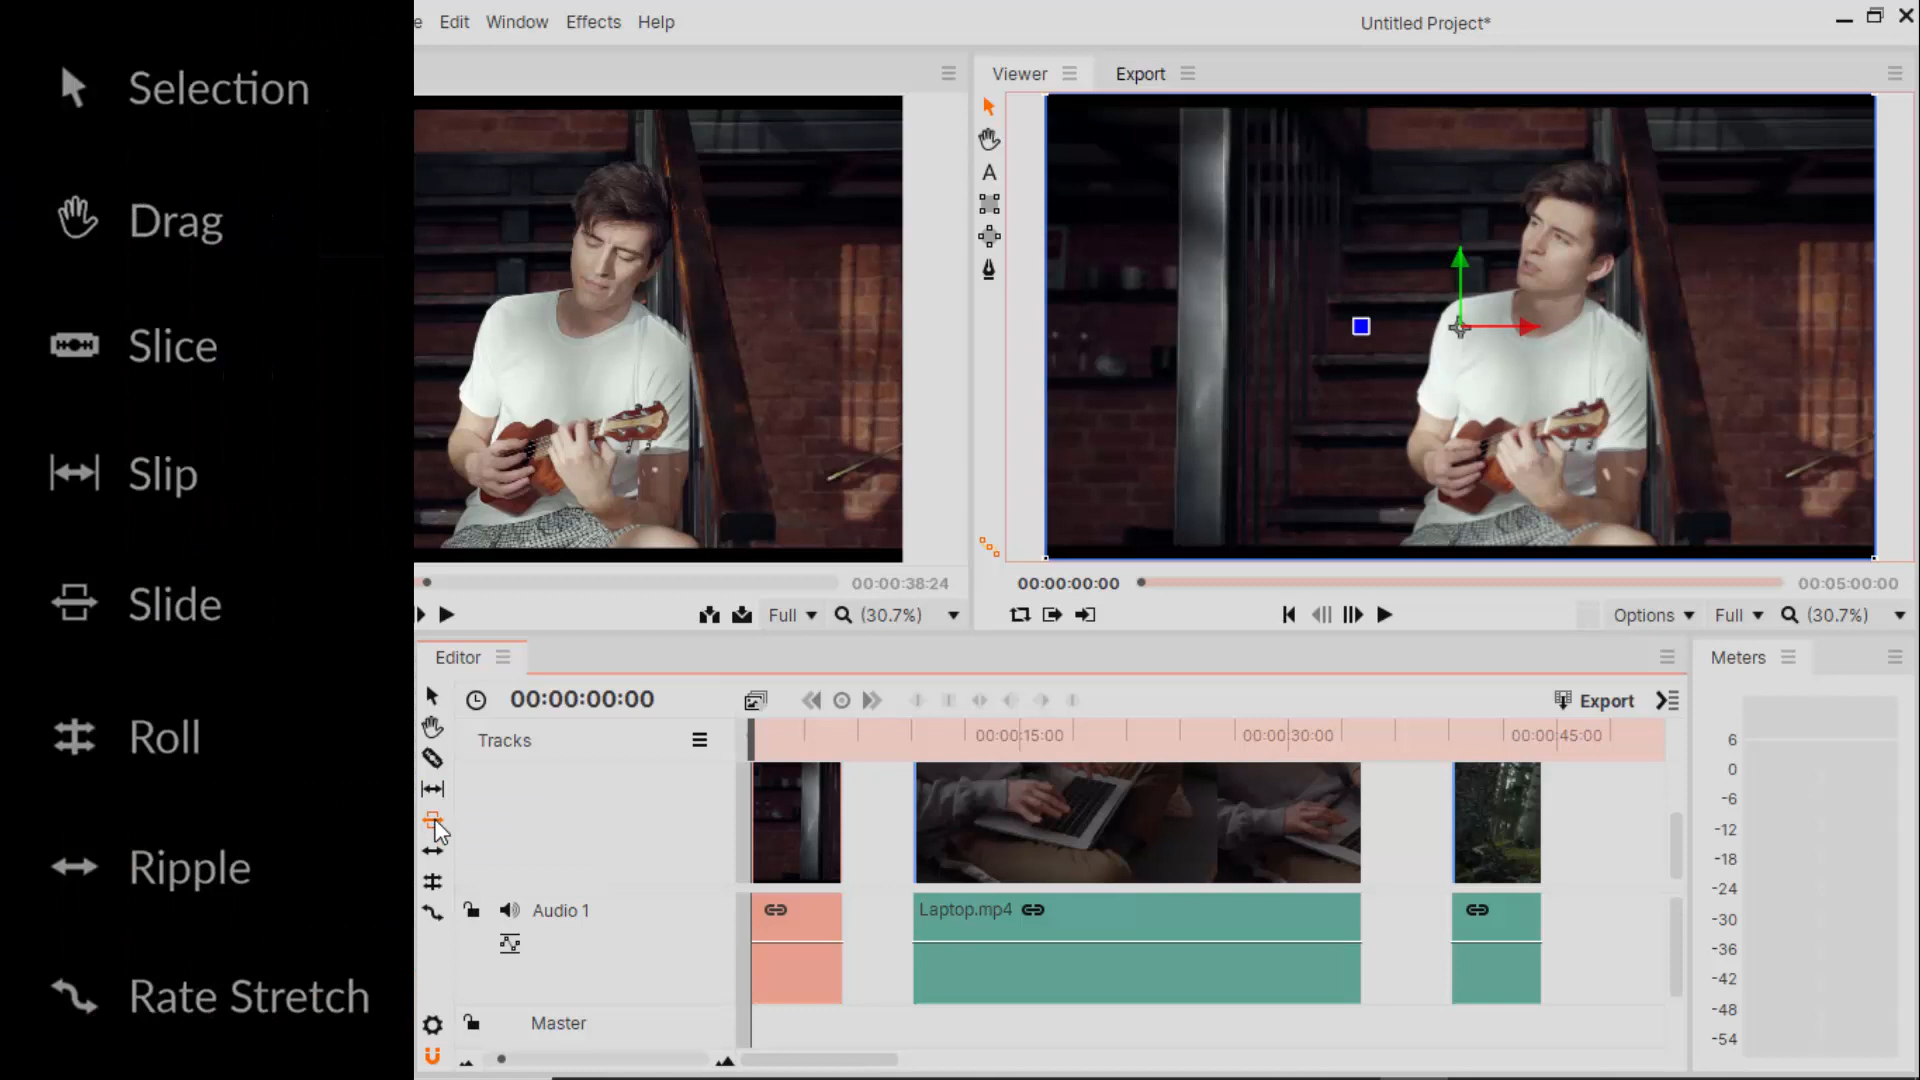 Selection
Drag
Slice
Slip
Slide
Roll
Ripple
Rate Stretch
Edit Window Effects Help
Untitled Project*
Viewer
Export
A
00:00:38:24
Full
(30.7%)
00:00:00:00
00:05:00:00
Options
Full
(30.7%)
Editor
00:00:00:00
Export
Tracks
00:00:15:00
00:00:30:00
00:00:45:00
Audio 1
Laptop.mp4
Master
Meters
6
0
-6
-12
-18
-24
-30
-36
-42
-48
-54